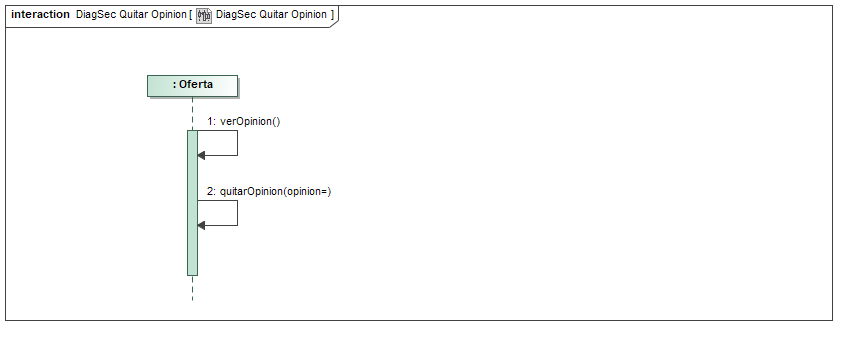 interaction DiagSec Quitar Opinion [ DiagSec Quitar Opinion ]
: Oferta
1: verOpinion()
2: quitarOpinion(opinion=)